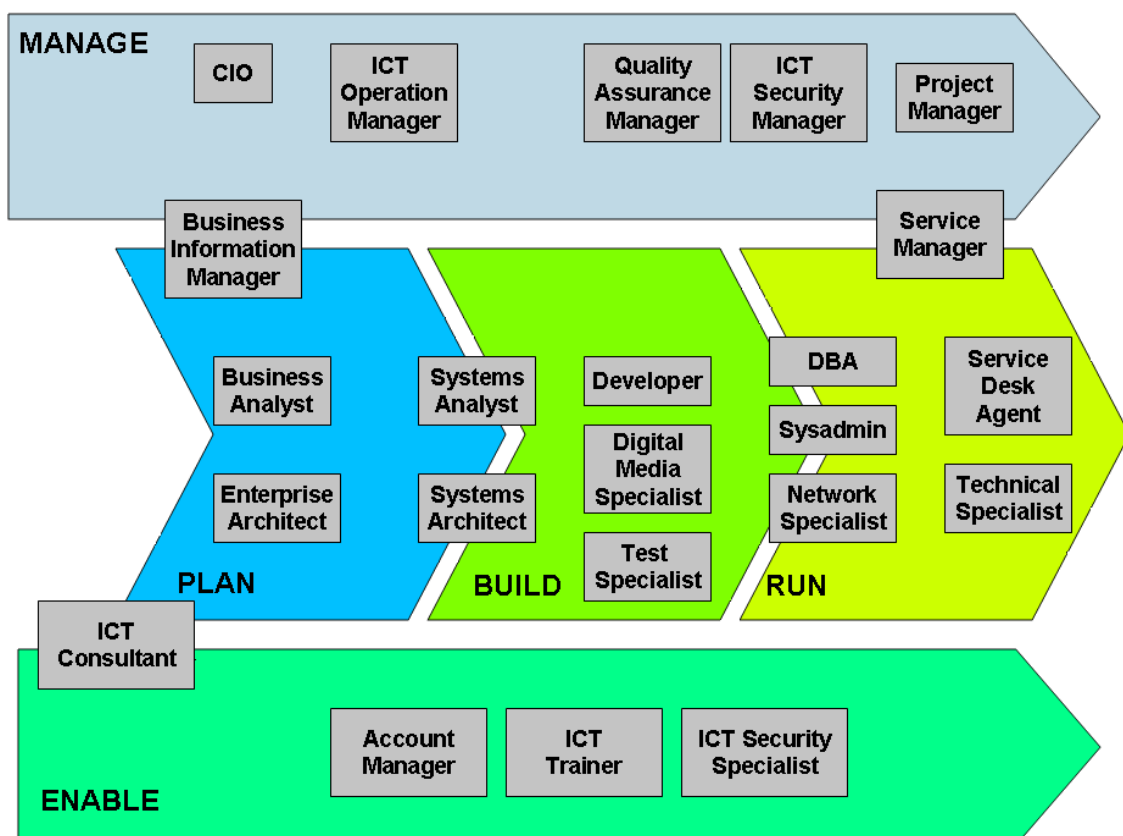 MANAGE
CIO
ICT
Operation
Manager
Quality
Assurance
Manager
ICT
Security
Manager
Project
Manager
Business
Information
Manager
Service
Manager
Business
Analyst
Systems
Analyst
Developer
DBA
Service
Desk
Agent
Digital
Media
Specialist
Sysadmin
Enterprise
Architect
Systems
Architect
Network
Specialist
Technical
Specialist
Test
Specialist
PLAN
BUILD
RUN
ICT
Consultant
Account
Manager
ICT
Trainer
ICT Security
Specialist
ENABLE